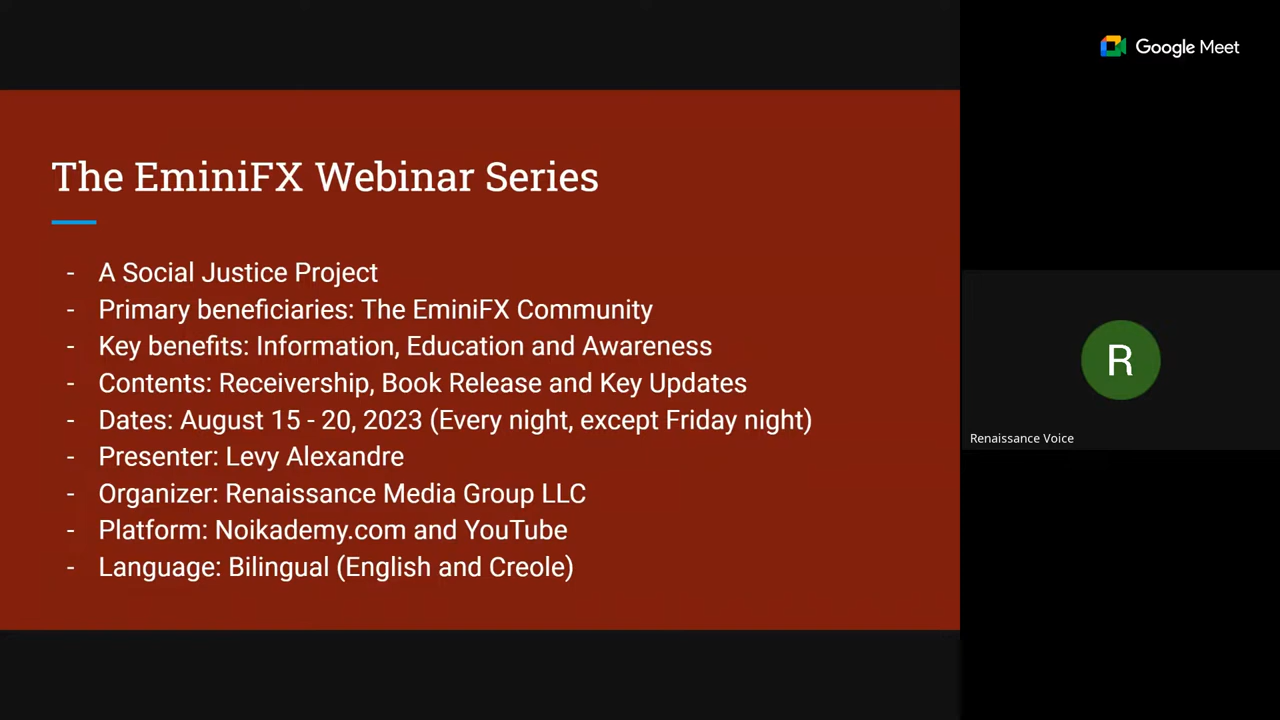 Google Meet
The EminiFX Webinar Series
- A Social Justice Project
- Primary beneficiaries: The EminiFX Community
- Key benefits: Information, Education and Awareness
- Contents: Receivership, Book Release and Key Updates
- Dates: August 15 - 20, 2023 (Every night, except Friday night)
- Presenter: Levy Alexandre
- Organizer: Renaissance Media Group LLC
- Platform: Noikademy.com and YouTube
- Language: Bilingual (English and Creole)
R
Renaissance Voice